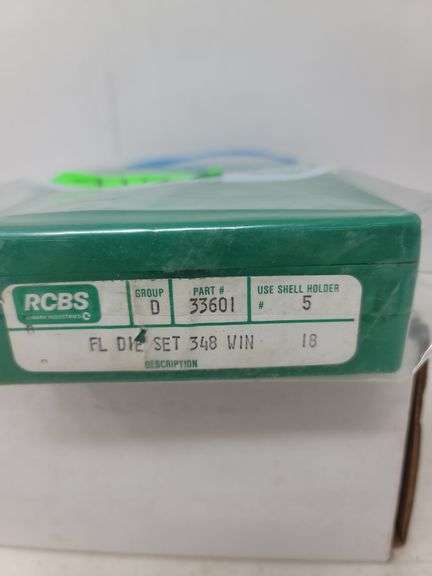 RCBS
GROUP
D
PART #
33601
USE SHELL HOLDER
# 5
FL DIE SET 348 WIN 18
DESCRIPTION